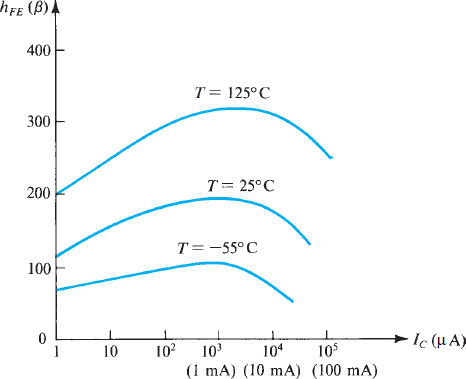 h_FE (β)
400
T = 125°C
300
200
T = 25°C
T = −55°C
100
0
1 10 10² 10³ 10⁴ 10⁵ I_C (µA)
(1 mA) (10 mA) (100 mA)